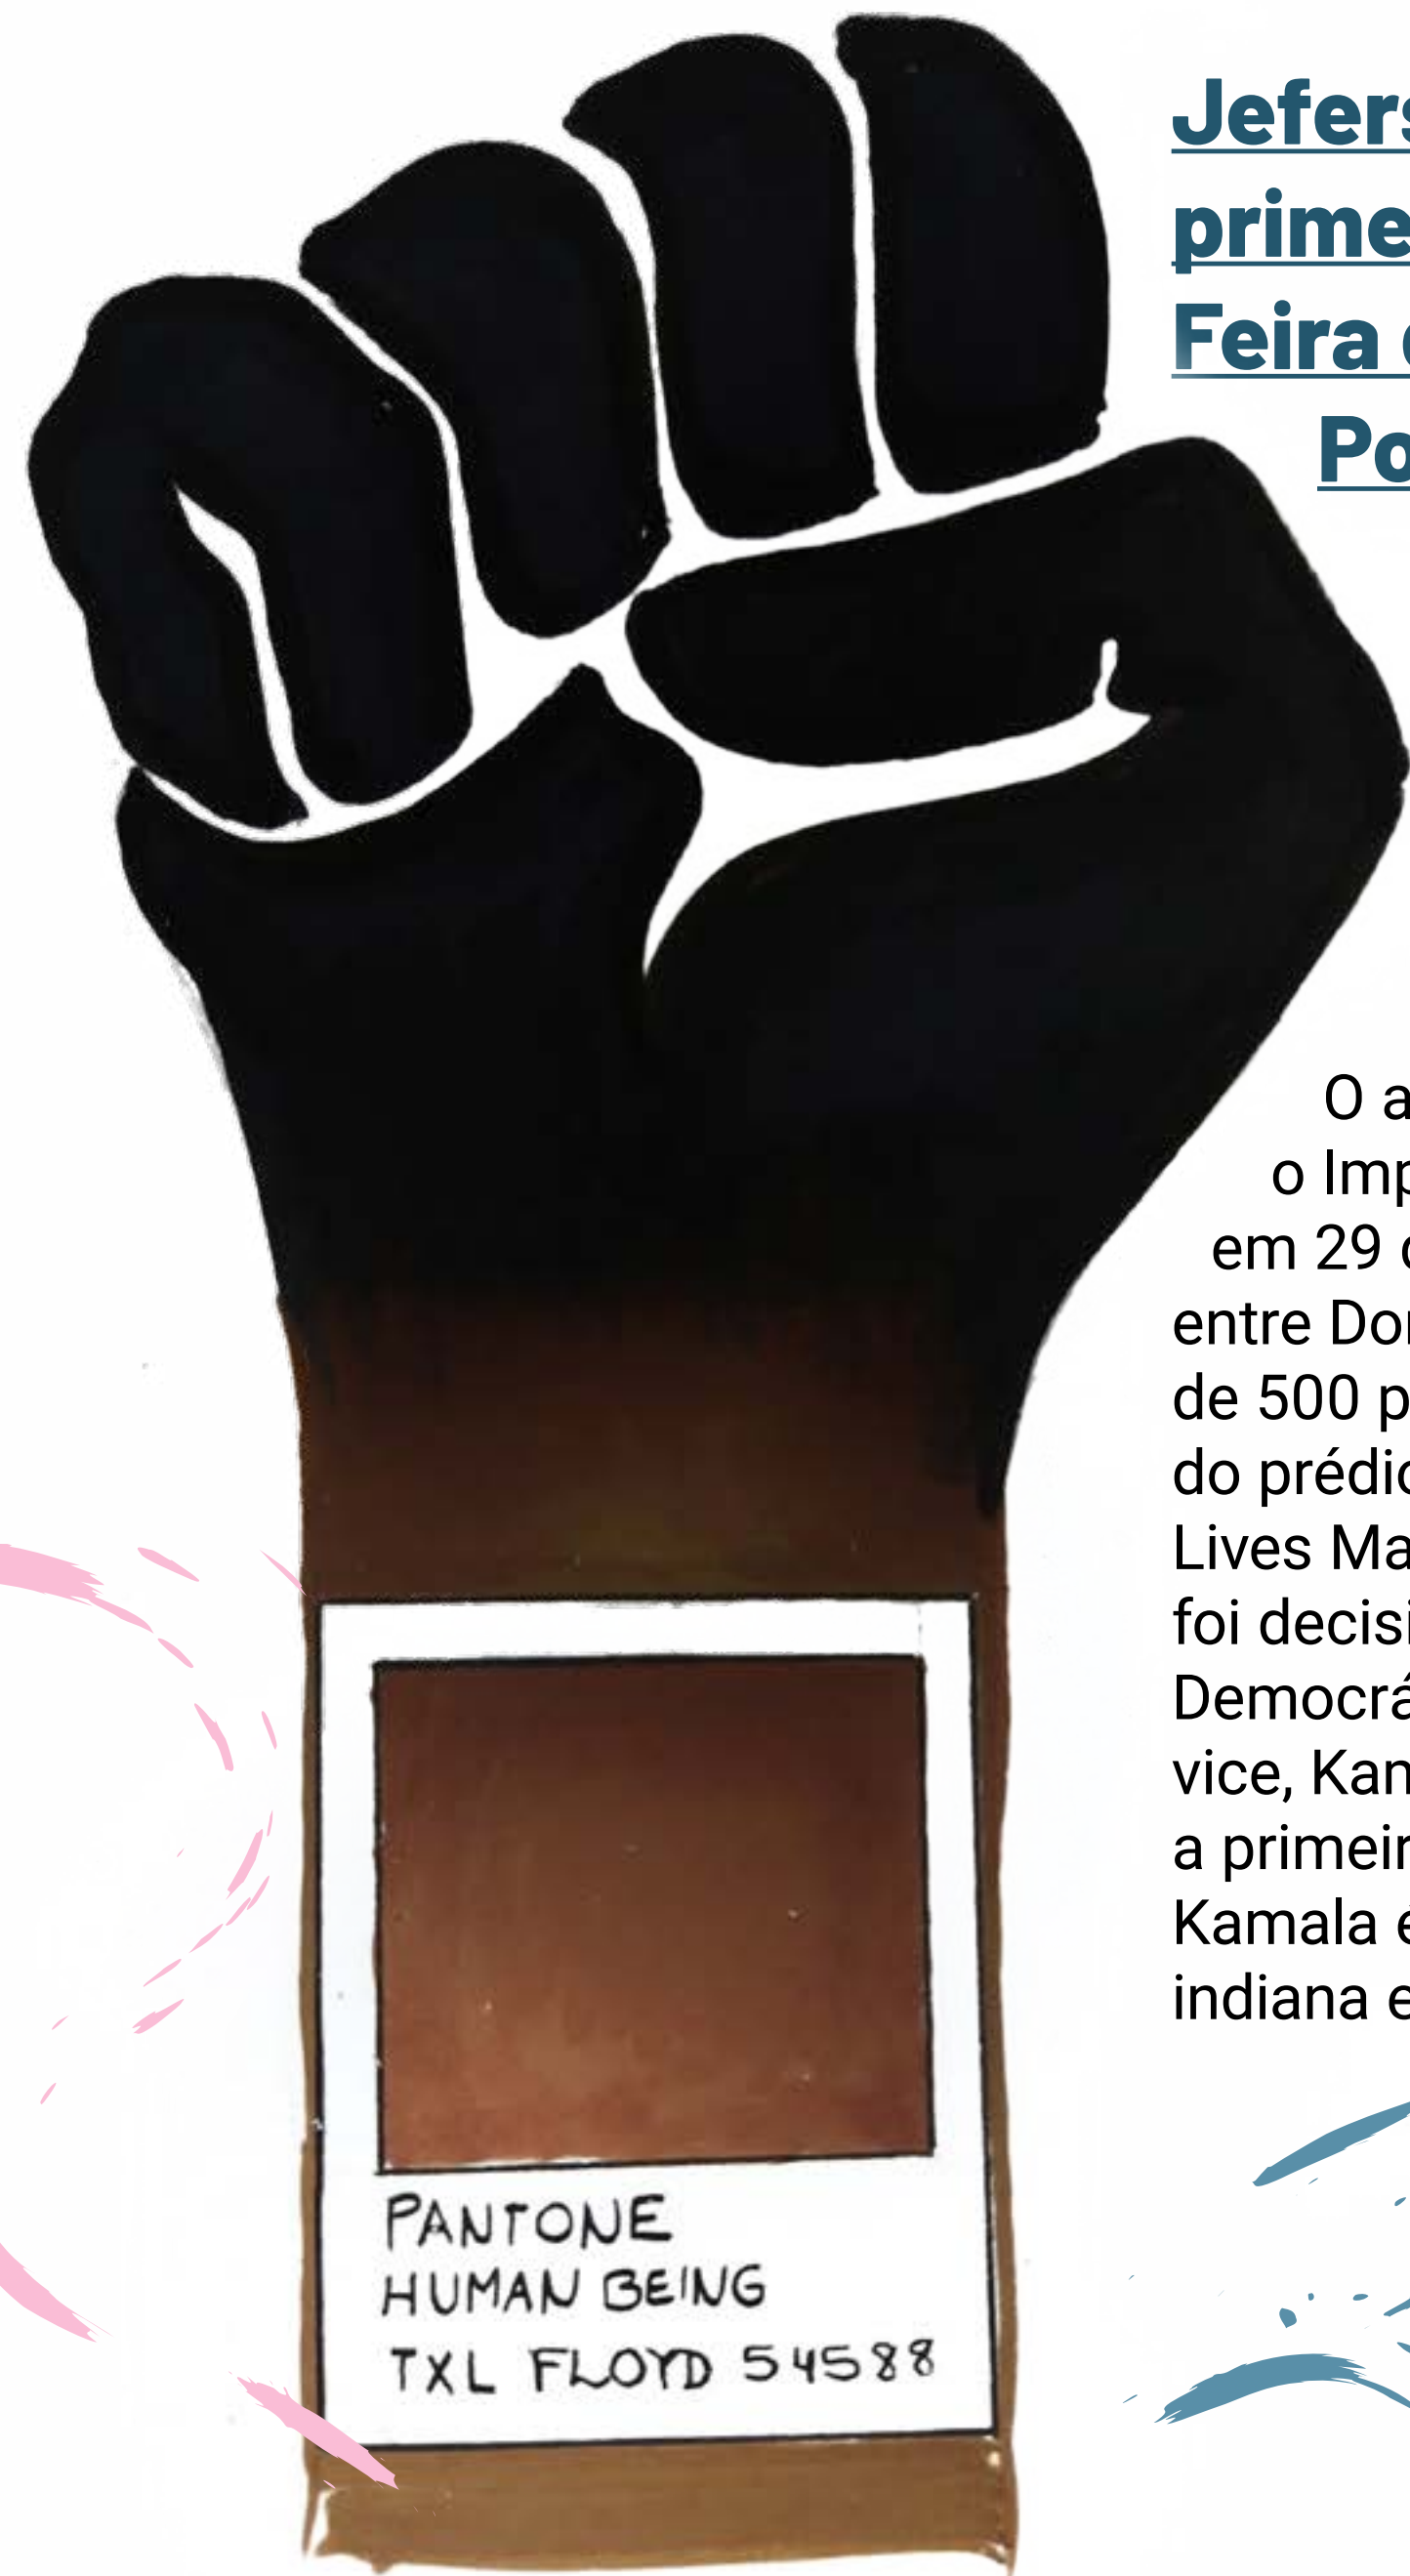 Jefers
prime
Feira
Po
O a
o Imp
em 29
entre Do
de 500 p
do prédi
Lives Ma
foi decisi
Democrá
vice, Kam
a primeir
Kamala é
indiana e
PANTONE
HUMAN BEING
TXL FLOYD 54588